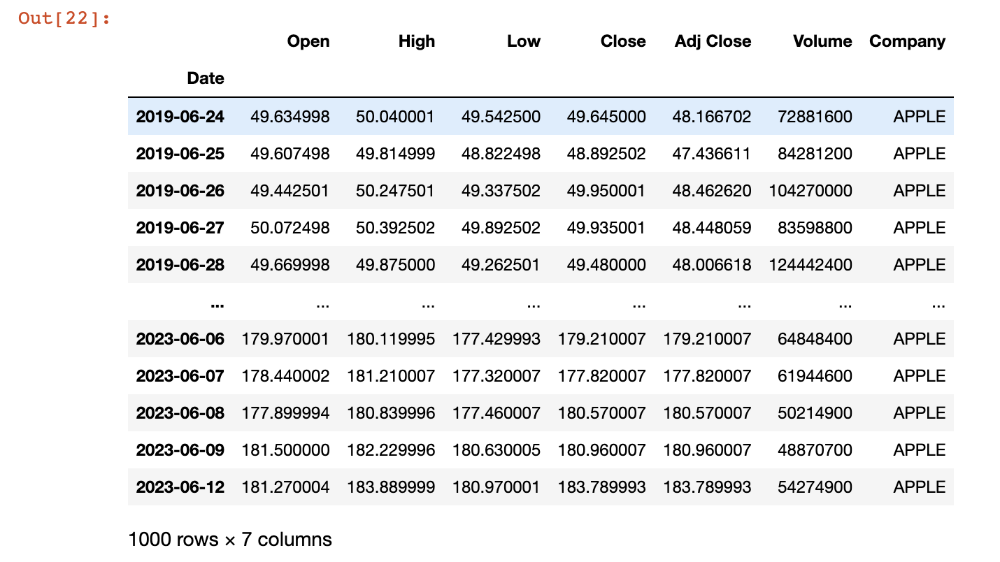 Out[22]:
Open High Low Close Adj Close Volume Company
Date
2019-06-24 49.634998 50.040001 49.542500 49.645000 48.166702 72881600 APPLE
2019-06-25 49.607498 49.814999 48.822498 48.892502 47.436611 84281200 APPLE
2019-06-26 49.442501 50.247501 49.337502 49.950001 48.462620 104270000 APPLE
2019-06-27 50.072498 50.392502 49.892502 49.935001 48.448059 83598800 APPLE
2019-06-28 49.669998 49.875000 49.262501 49.480000 48.006618 124442400 APPLE
... ... ... ... ... ... ... ...
2023-06-06 179.970001 180.119995 177.429993 179.210007 179.210007 64848400 APPLE
2023-06-07 178.440002 181.210007 177.320007 177.820007 177.820007 61944600 APPLE
2023-06-08 177.899994 180.839996 177.460007 180.570007 180.570007 50214900 APPLE
2023-06-09 181.500000 182.229996 180.630005 180.960007 180.960007 48870700 APPLE
2023-06-12 181.270004 183.889999 180.970001 183.789993 183.789993 54274900 APPLE
1000 rows × 7 columns